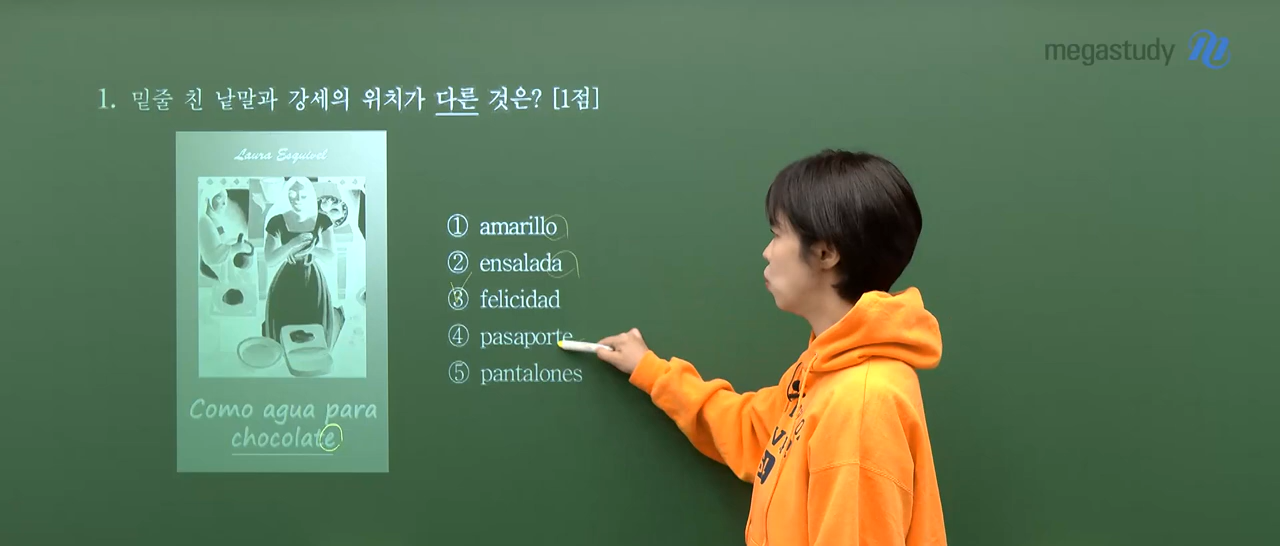 megastudy
1. 밑줄 친 낱말과 강세의 위치가 다른 것은? [1점]
Laura Esquivel
Como agua para
chocolate
① amarillo
② ensalada
③ felicidad
④ pasaporte
⑤ pantalones